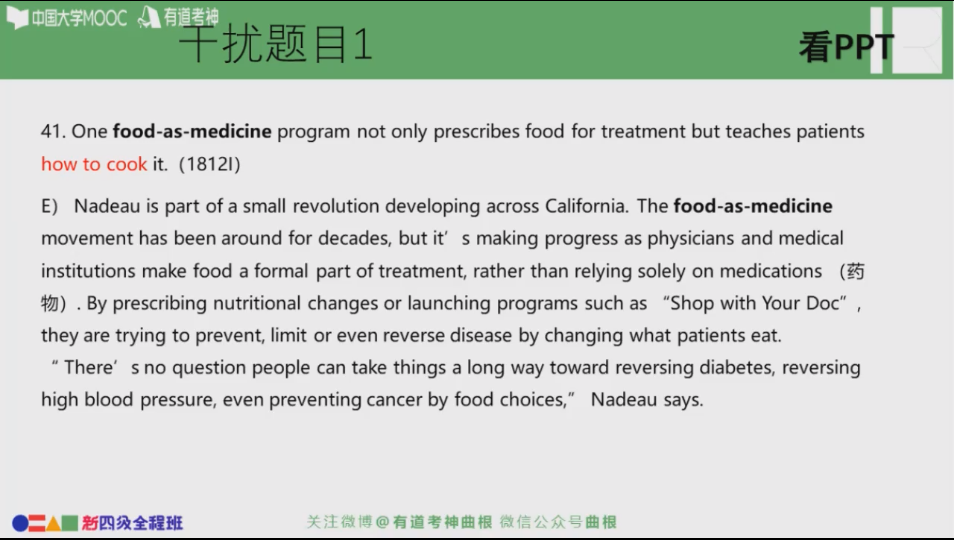 中国大学MOOC 有道考神
干扰题目1
看PPT
41. One food-as-medicine program not only prescribes food for treatment but teaches patients
how to cook it.（1812I）
E） Nadeau is part of a small revolution developing across California. The food-as-medicine
movement has been around for decades, but it’ s making progress as physicians and medical
institutions make food a formal part of treatment, rather than relying solely on medications （药
物）. By prescribing nutritional changes or launching programs such as “Shop with Your Doc”，
they are trying to prevent, limit or even reverse disease by changing what patients eat.
“ There’ s no question people can take things a long way toward reversing diabetes, reversing
high blood pressure, even preventing cancer by food choices,” Nadeau says.
新四级全程班
关注微博@有道考神曲根 微信公众号曲根